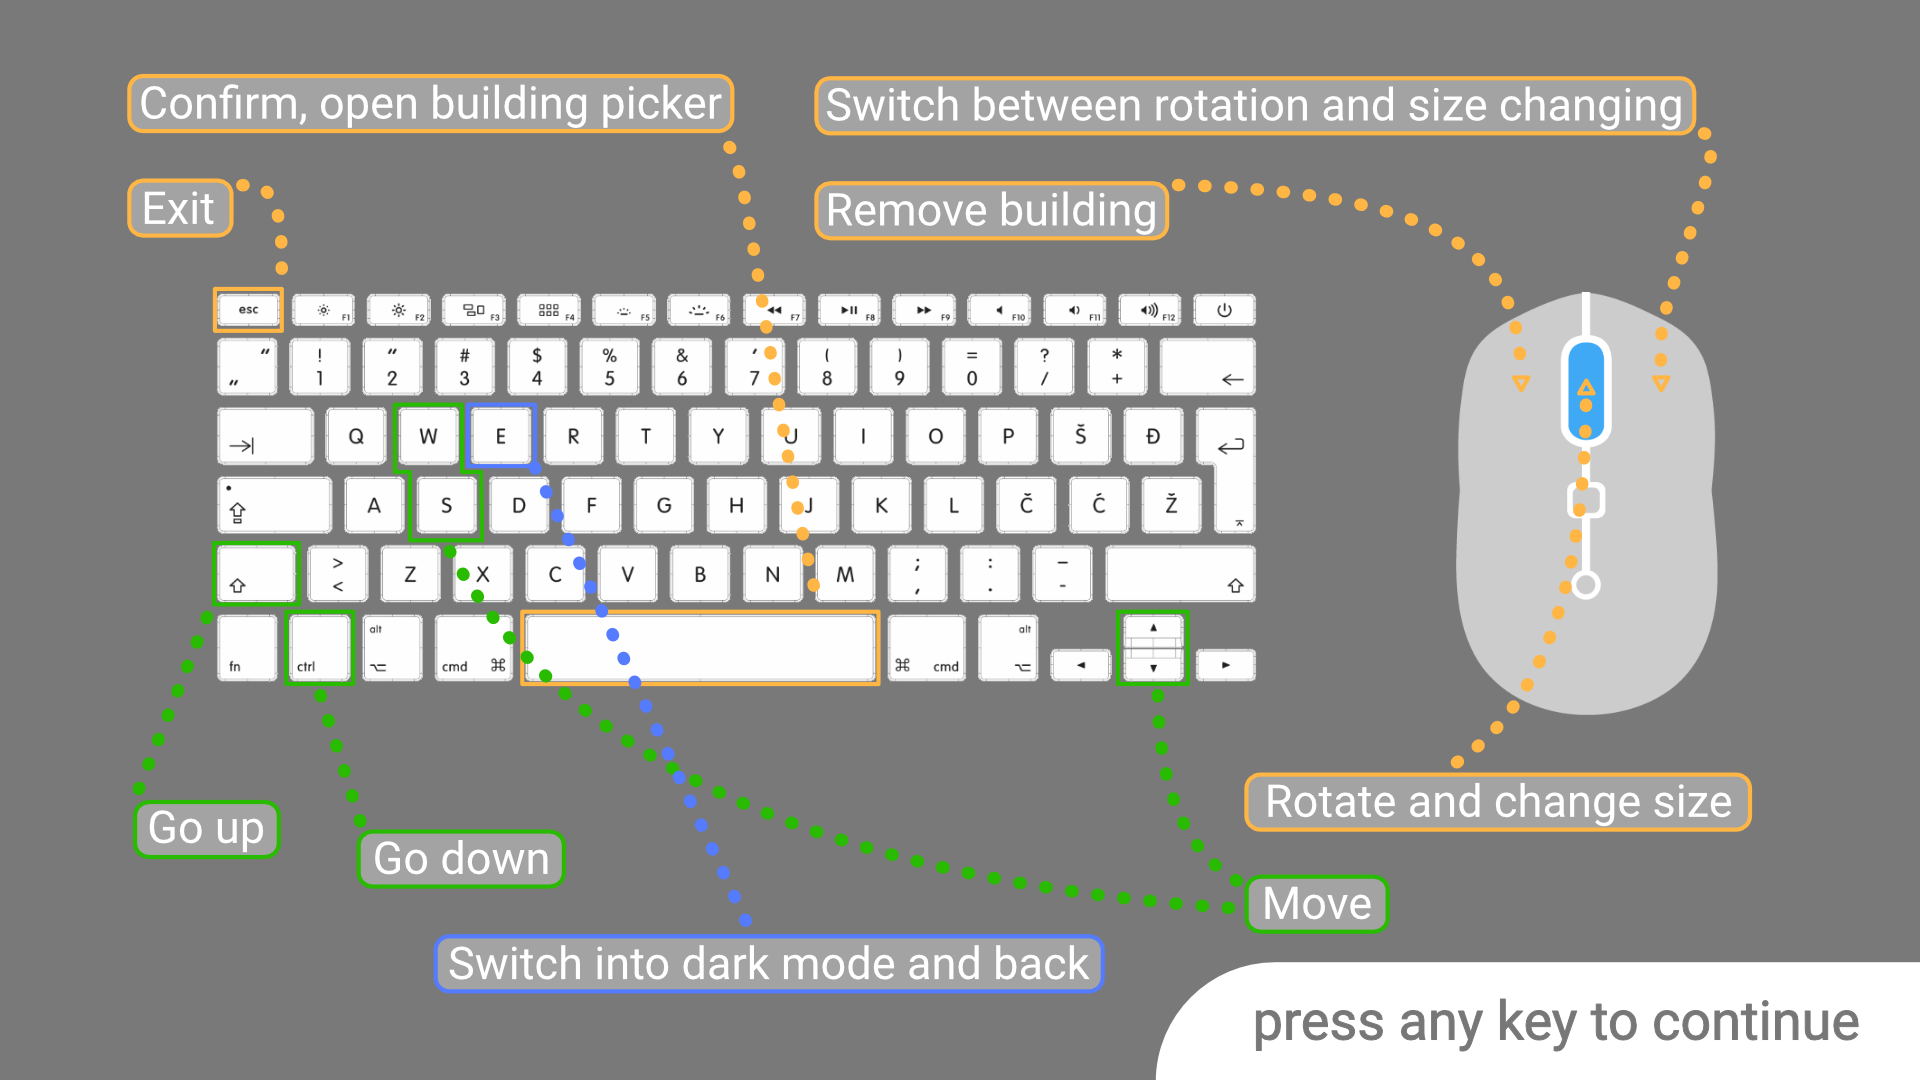 Confirm, open building picker
Switch between rotation and size changing
Exit
Remove building
esc F1 F2 F3 F4 F5 F6 F7 F8 F9 F10 F11 F12
“ ! “ # $ % & ‘ ( ) = ? *
„ 1 2 3 4 5 6 7 8 9 0 / +
Q W E R T Y U I O P Š Đ
A S D F G H J K L Č Ć Ž
> ; : –
< Z X C V B N M , . -
alt alt
fn ctrl ⌥ cmd ⌘ ⌘ cmd ⌥
Rotate and change size
Go up
Go down
Move
Switch into dark mode and back
press any key to continue